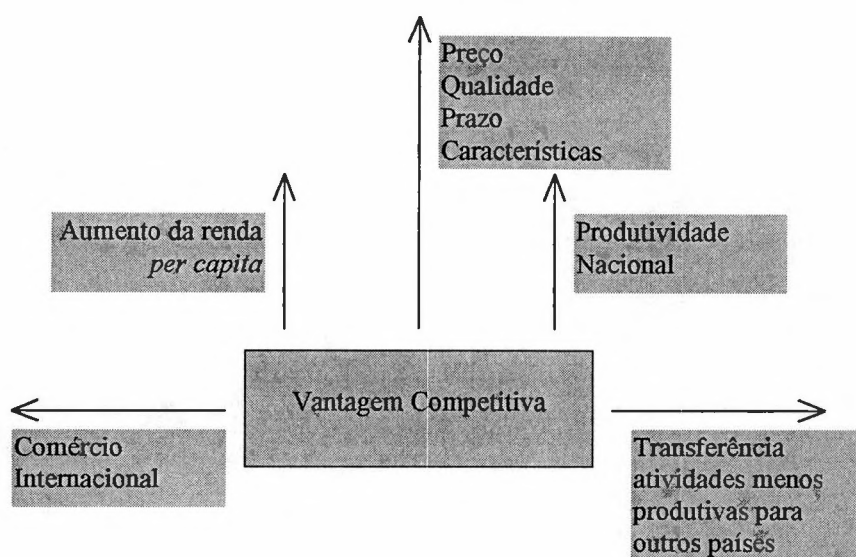 Preço
Qualidade
Prazo
Características
Aumento da renda
per capita
Produtividade
Nacional
Vantagem Competitiva
Comércio
Internacional
Transferência
atividades menos
produtivas para
outros países